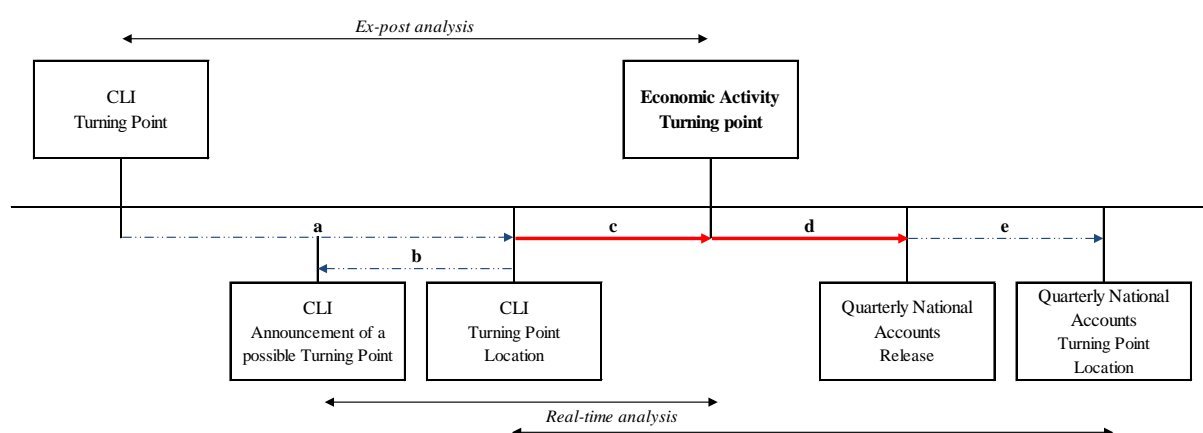 Ex-post analysis
CLI
Turning Point
Economic Activity
Turning point
a
c
d
e
b
CLI
Announcement of a
possible Turning Point
CLI
Turning Point
Location
Quarterly National
Accounts
Release
Quarterly National
Accounts
Turning Point
Location
Real-time analysis